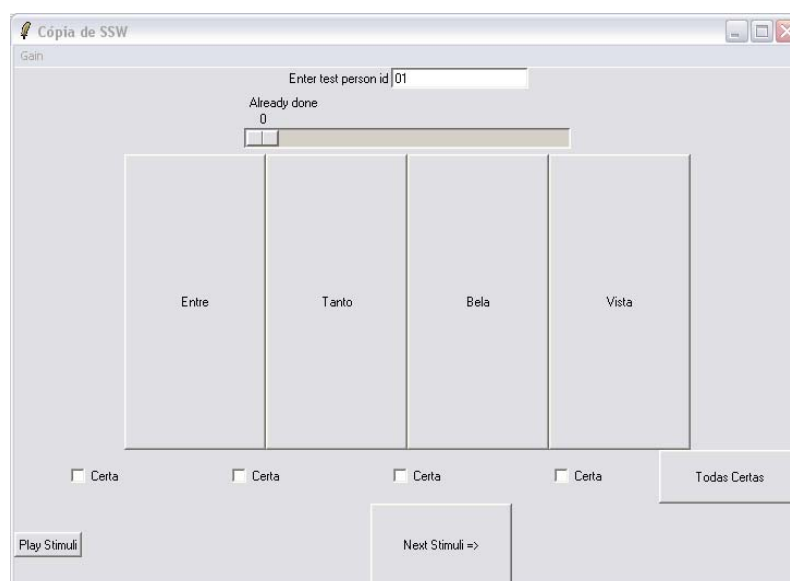 Cópia de SSW
Gain
Enter test person id 01
Already done
0
Entre Tanto Bela Vista
Certa Certa Certa Certa Todas Certas
Play Stimuli Next Stimuli =>